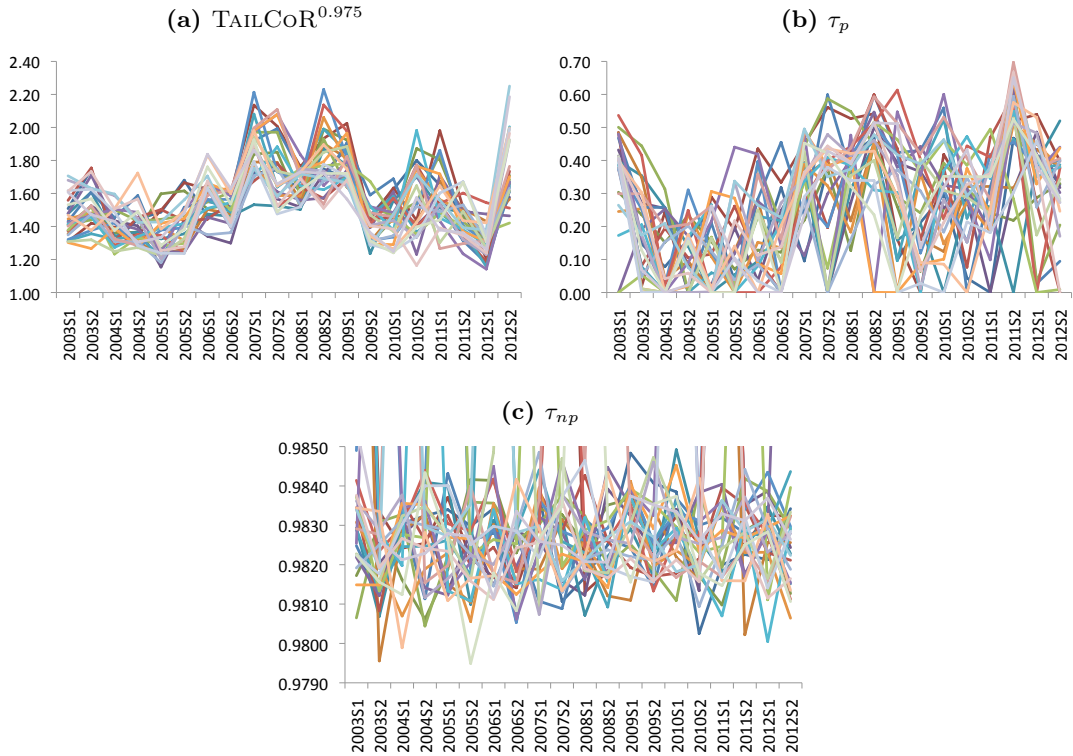 (a) TAILCOR^0.975
2.40
2.20
2.00
1.80
1.60
1.40
1.20
1.00
2003S1
2003S2
2004S1
2004S2
2005S1
2005S2
2006S1
2006S2
2007S1
2007S2
2008S1
2008S2
2009S1
2009S2
2010S1
2010S2
2011S1
2011S2
2012S1
2012S2
(b) τp
0.70
0.60
0.50
0.40
0.30
0.20
0.10
0.00
2003S1
2003S2
2004S1
2004S2
2005S1
2005S2
2006S1
2006S2
2007S1
2007S2
2008S1
2008S2
2009S1
2009S2
2010S1
2010S2
2011S1
2011S2
2012S1
2012S2
(c) τnp
0.9850
0.9840
0.9830
0.9820
0.9810
0.9800
0.9790
2003S1
2003S2
2004S1
2004S2
2005S1
2005S2
2006S1
2006S2
2007S1
2007S2
2008S1
2008S2
2009S1
2009S2
2010S1
2010S2
2011S1
2011S2
2012S1
2012S2